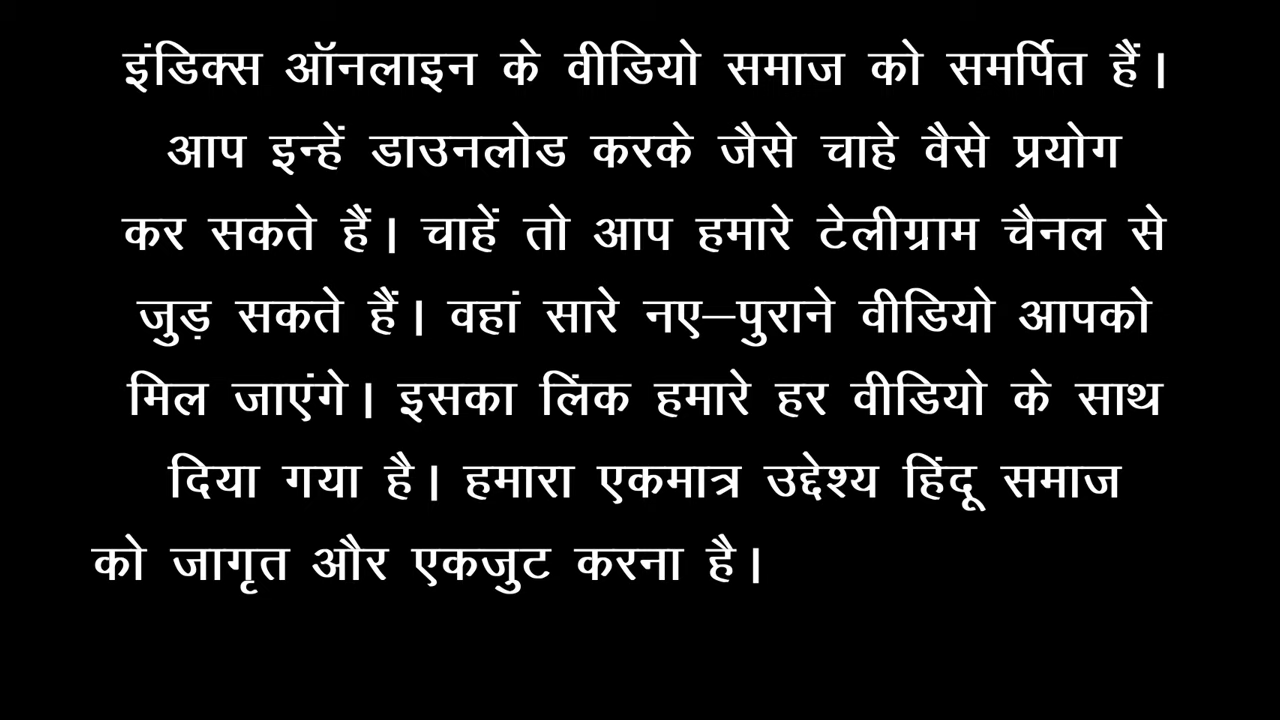 इंडिक्स ऑनलाइन के वीडियो समाज को समर्पित हैं।
आप इन्हें डाउनलोड करके जैसे चाहे वैसे प्रयोग
कर सकते हैं। चाहें तो आप हमारे टेलीग्राम चैनल से
जुड़ सकते हैं। वहां सारे नए–पुराने वीडियो आपको
मिल जाएंगे। इसका लिंक हमारे हर वीडियो के साथ
दिया गया है। हमारा एकमात्र उद्देश्य हिंदू समाज
को जागृत और एकजुट करना है।